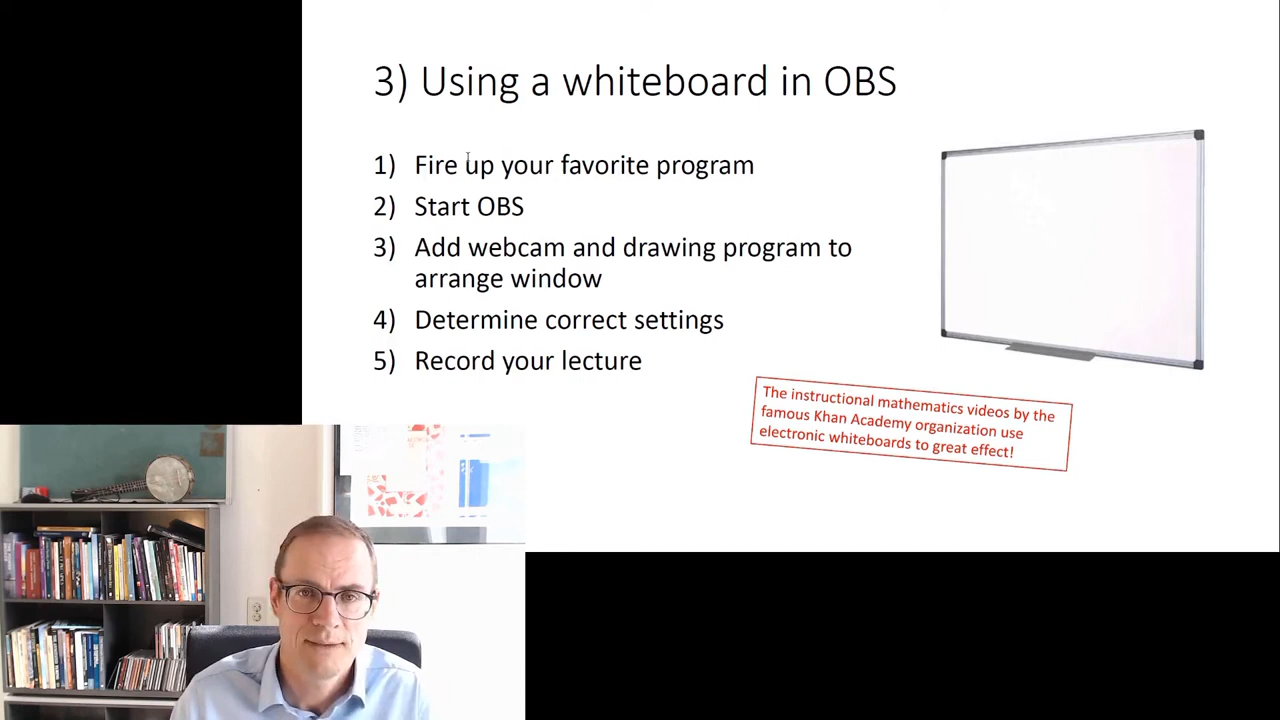 3) Using a whiteboard in OBS
1) Fire up your favorite program
2) Start OBS
3) Add webcam and drawing program to
arrange window
4) Determine correct settings
5) Record your lecture
The instructional mathematics videos by the
famous Khan Academy organization use
electronic whiteboards to great effect!